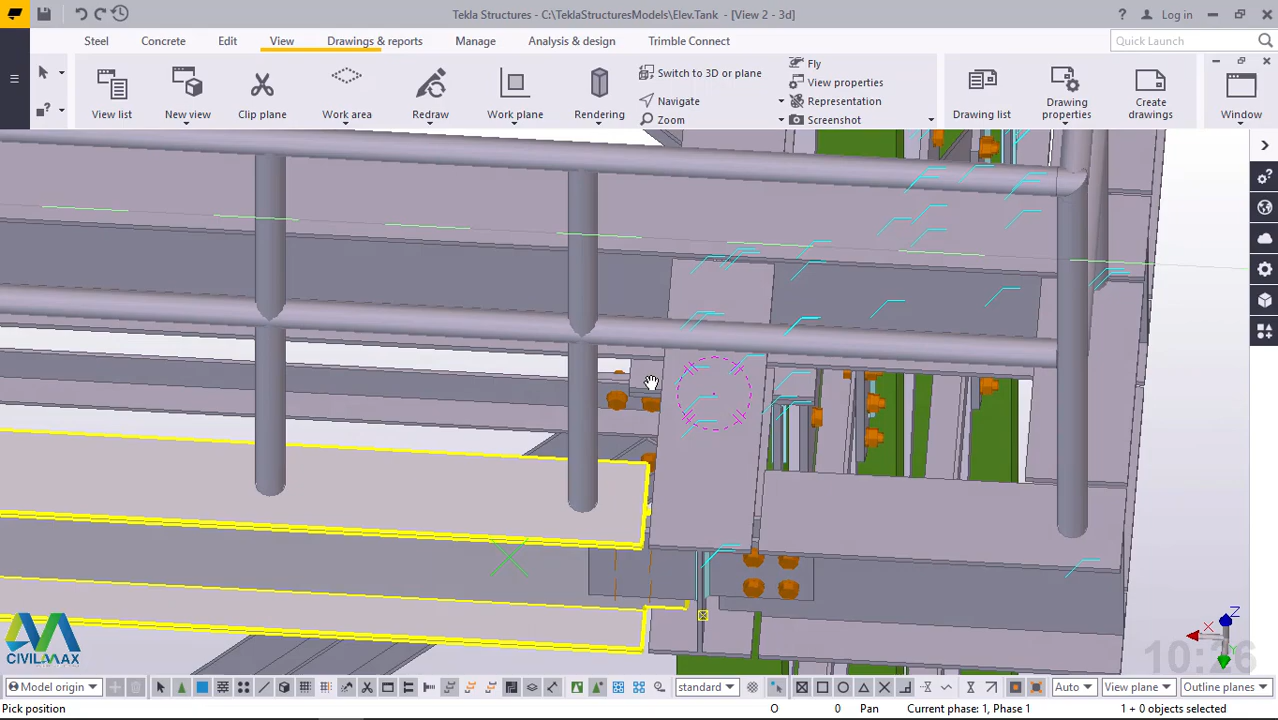 Tekla Structures - C:\TeklaStructuresModels\Elev.Tank - [View 2 - 3d]
? Log in
Steel Concrete Edit View Drawings & reports Manage Analysis & design Trimble Connect
Quick Launch
View list
New view
Clip plane
Work area
Redraw
Work plane
Rendering
Switch to 3D or plane
Navigate
Zoom
Fly
View properties
Representation
Screenshot
Drawing list
Drawing properties
Create drawings
Window
Z
X
CIVILMAX
10:26
Model origin
standard
Auto
View plane
Outline planes
Pick position
O 0 Pan Current phase: 1, Phase 1 1 + 0 objects selected